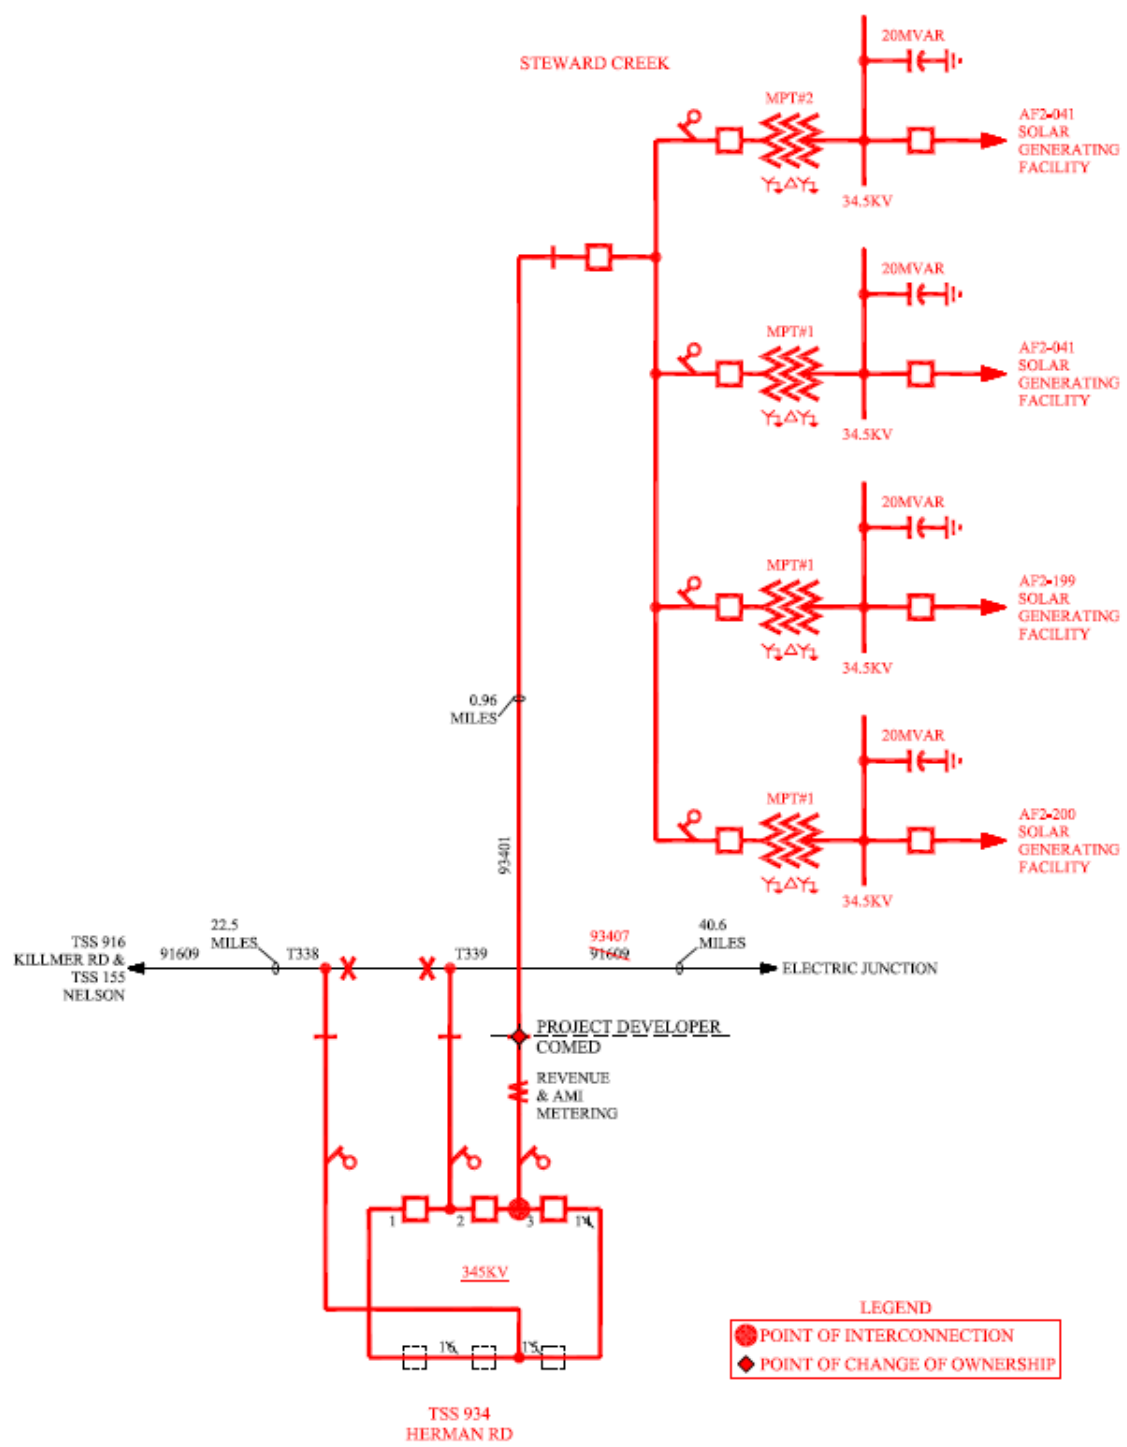 STEWARD CREEK
20MVAR
MPT#2
AF2-041
SOLAR
GENERATING
FACILITY
34.5KV
20MVAR
MPT#1
AF2-041
SOLAR
GENERATING
FACILITY
34.5KV
20MVAR
MPT#1
AF2-199
SOLAR
GENERATING
FACILITY
34.5KV
0.96
MILES
20MVAR
MPT#1
AF2-200
SOLAR
GENERATING
FACILITY
34.5KV
93401
TSS 916
KILLMER RD &
TSS 155
NELSON
91609
22.5
MILES
T338
T339
93407
91609
40.6
MILES
ELECTRIC JUNCTION
PROJECT DEVELOPER
COMED
REVENUE
& AMI
METERING
1
2
3
345KV
LEGEND
POINT OF INTERCONNECTION
POINT OF CHANGE OF OWNERSHIP
TSS 934
HERMAN RD